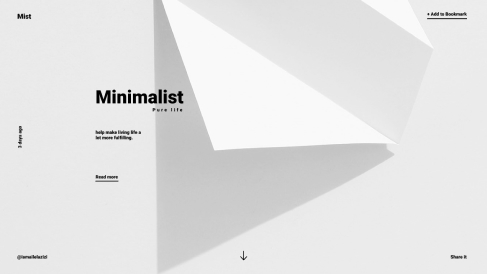 Mist
+ Add to Bookmark
Minimalist
Pure life
help make living life a
lot more fulfilling.
3 days ago
Read more
@ismailelazizi
Share it